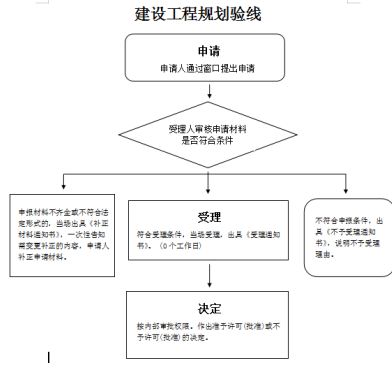 建设工程规划验线
申请
申请人通过窗口提出申请
受理人审核申请材料
是否符合条件
申报材料不齐全或不符合法
定形式的，当场出具《补正
材料通知书》，一次性告知
需变更补正的内容，申请人
补正申请材料。
受理
符合受理条件，当场受理，出具《受理通知
书》。（0个工作日）
不符合申报条件，出
具《不予受理通知
书》，说明不予受理
理由。
决定
按内部审批权限。作出准予许可(批准)或不
予许可(批准)的决定。